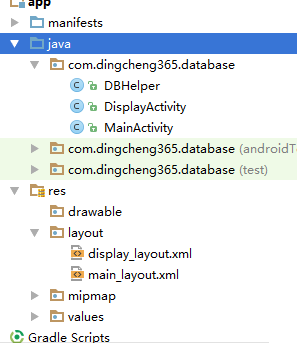 app
manifests
java
com.dingcheng365.database
DBHelper
DisplayActivity
MainActivity
com.dingcheng365.database (androidT
com.dingcheng365.database (test)
res
drawable
layout
display_layout.xml
main_layout.xml
mipmap
values
Gradle Scripts